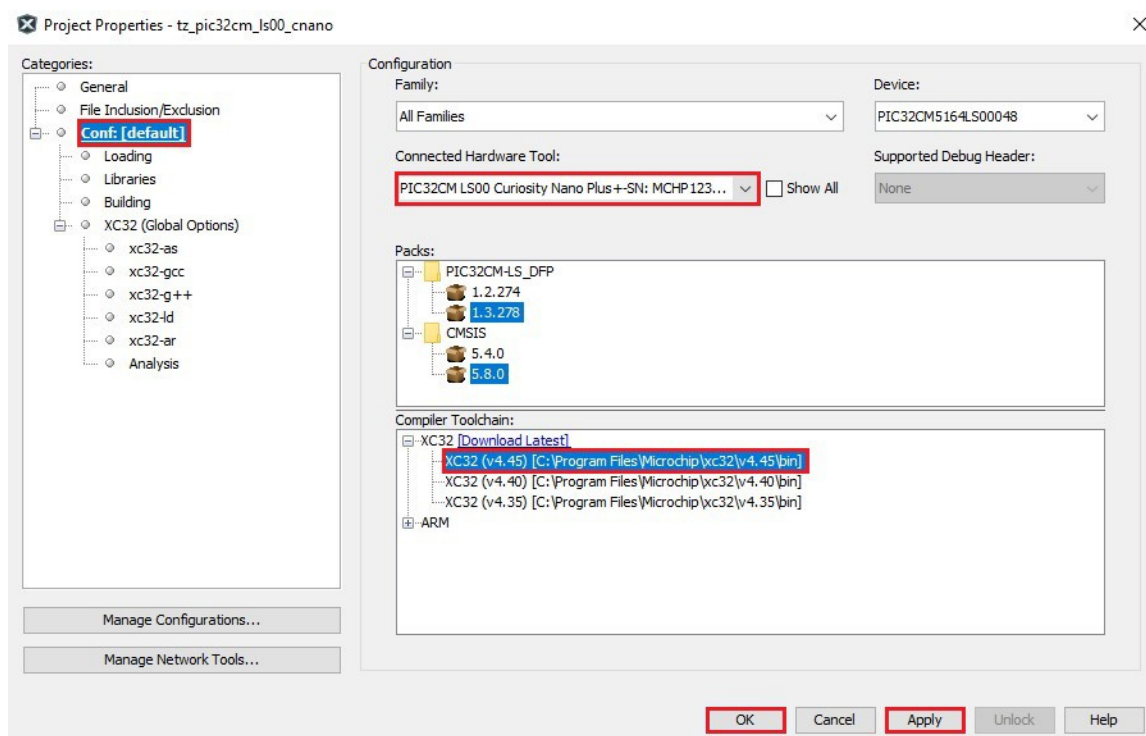 Project Properties - tz_pic32cm_ls00_cnano
Categories:
General
File Inclusion/Exclusion
Conf: [default]
Loading
Libraries
Building
XC32 (Global Options)
xc32-as
xc32-gcc
xc32-g++
xc32-ld
xc32-ar
Analysis
Manage Configurations...
Manage Network Tools...
Configuration
Family:
All Families
Device:
PIC32CM5164LS00048
Connected Hardware Tool:
PIC32CM LS00 Curiosity Nano Plus+-SN: MCHP123...
Show All
Supported Debug Header:
None
Packs:
PIC32CM-LS_DFP
1.2.274
1.3.278
CMSIS
5.4.0
5.8.0
Compiler Toolchain:
XC32 [Download Latest]
XC32 (v4.45) [C:\Program Files\Microchip\xc32\v4.45\bin]
XC32 (v4.40) [C:\Program Files\Microchip\xc32\v4.40\bin]
XC32 (v4.35) [C:\Program Files\Microchip\xc32\v4.35\bin]
ARM
OK Cancel Apply Unlock Help